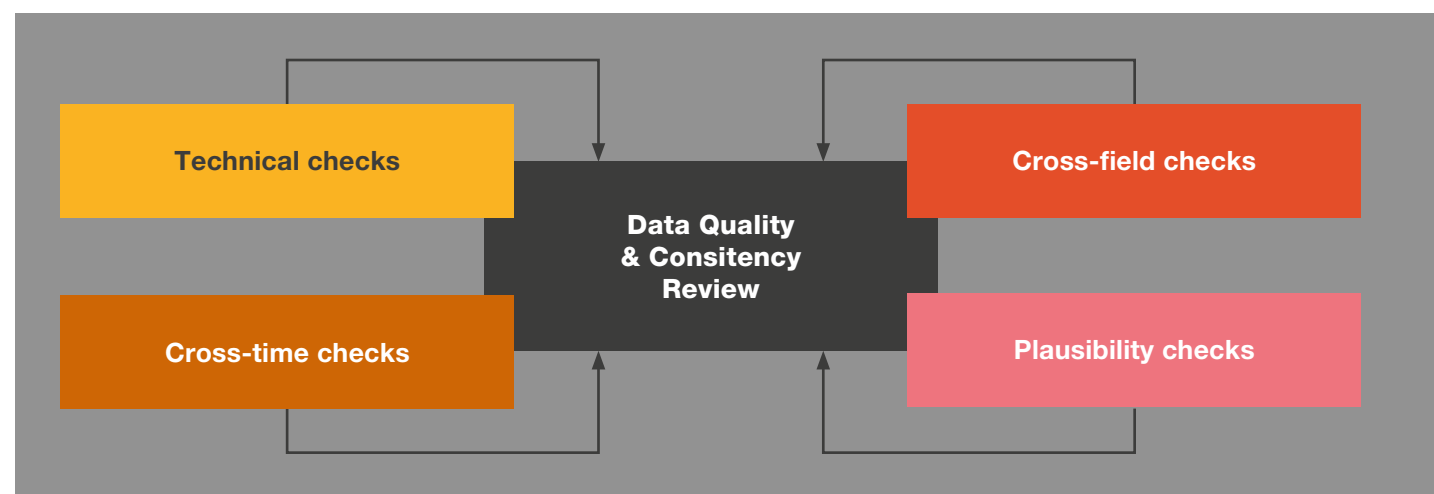 Technical checks
Cross-field checks
Data Quality
& Consitency
Review
Cross-time checks
Plausibility checks